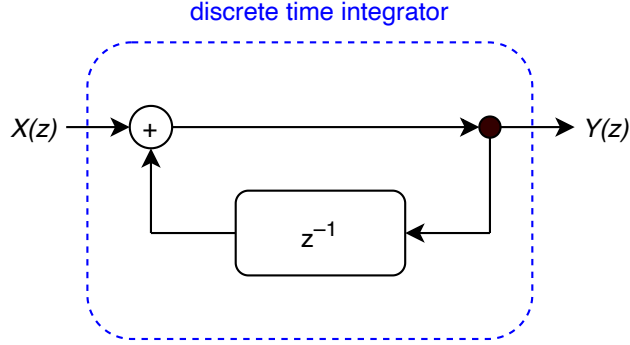 discrete time integrator
X(z)
+
Y(z)
z⁻¹